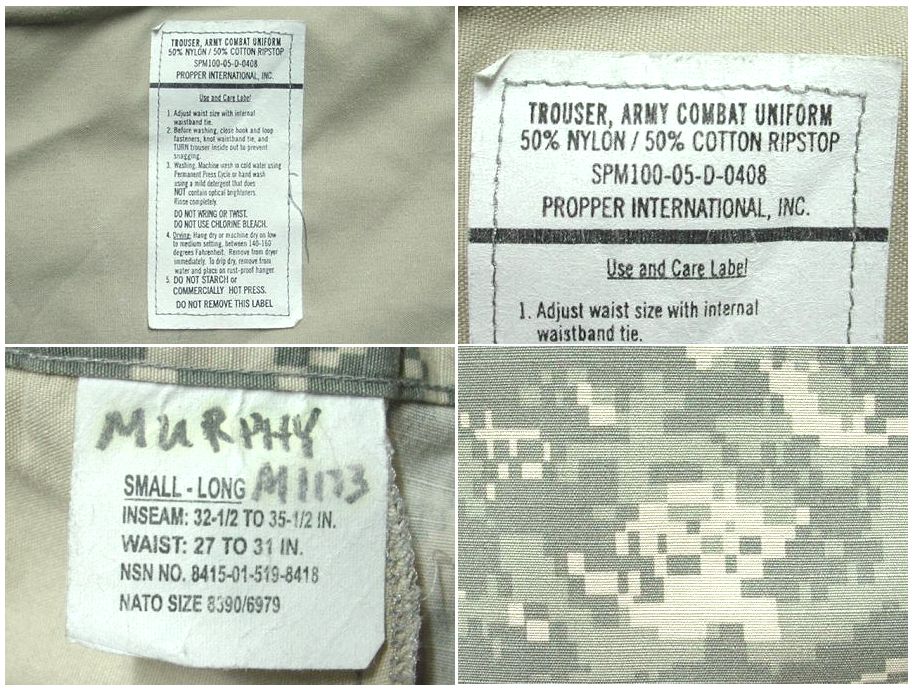 TROUSER, ARMY COMBAT UNIFORM
50% NYLON / 50% COTTON RIPSTOP
SPM100-05-D-0408
PROPPER INTERNATIONAL, INC.
Use and Care Label
1. Adjust waist size with internal
waistband tie.
2. Before washing, close hook and loop
fasteners, knot waistband tie, and
TURN trouser inside out to prevent
snagging.
3. Washing. Machine wash in cold water using
Permanent Press Cycle or hand wash
using a mild detergent that does
NOT contain optical brighteners.
Rinse completely.
DO NOT WRING OR TWIST.
DO NOT USE CHLORINE BLEACH.
4. Drying: Hang dry or machine dry on low
to medium setting, between 140-160
degrees Fahrenheit. Remove from dryer
immediately. To drip dry, remove from
water and place on rust-proof hanger.
5. DO NOT STARCH or
COMMERCIALLY HOT PRESS.
DO NOT REMOVE THIS LABEL
TROUSER, ARMY COMBAT UNIFORM
50% NYLON / 50% COTTON RIPSTOP
SPM100-05-D-0408
PROPPER INTERNATIONAL, INC.
Use and Care Label
1. Adjust waist size with internal
waistband tie.
MURPHY
SMALL - LONG M1173
INSEAM: 32-1/2 TO 35-1/2 IN.
WAIST: 27 TO 31 IN.
NSN NO. 8415-01-519-8418
NATO SIZE 8390/6979